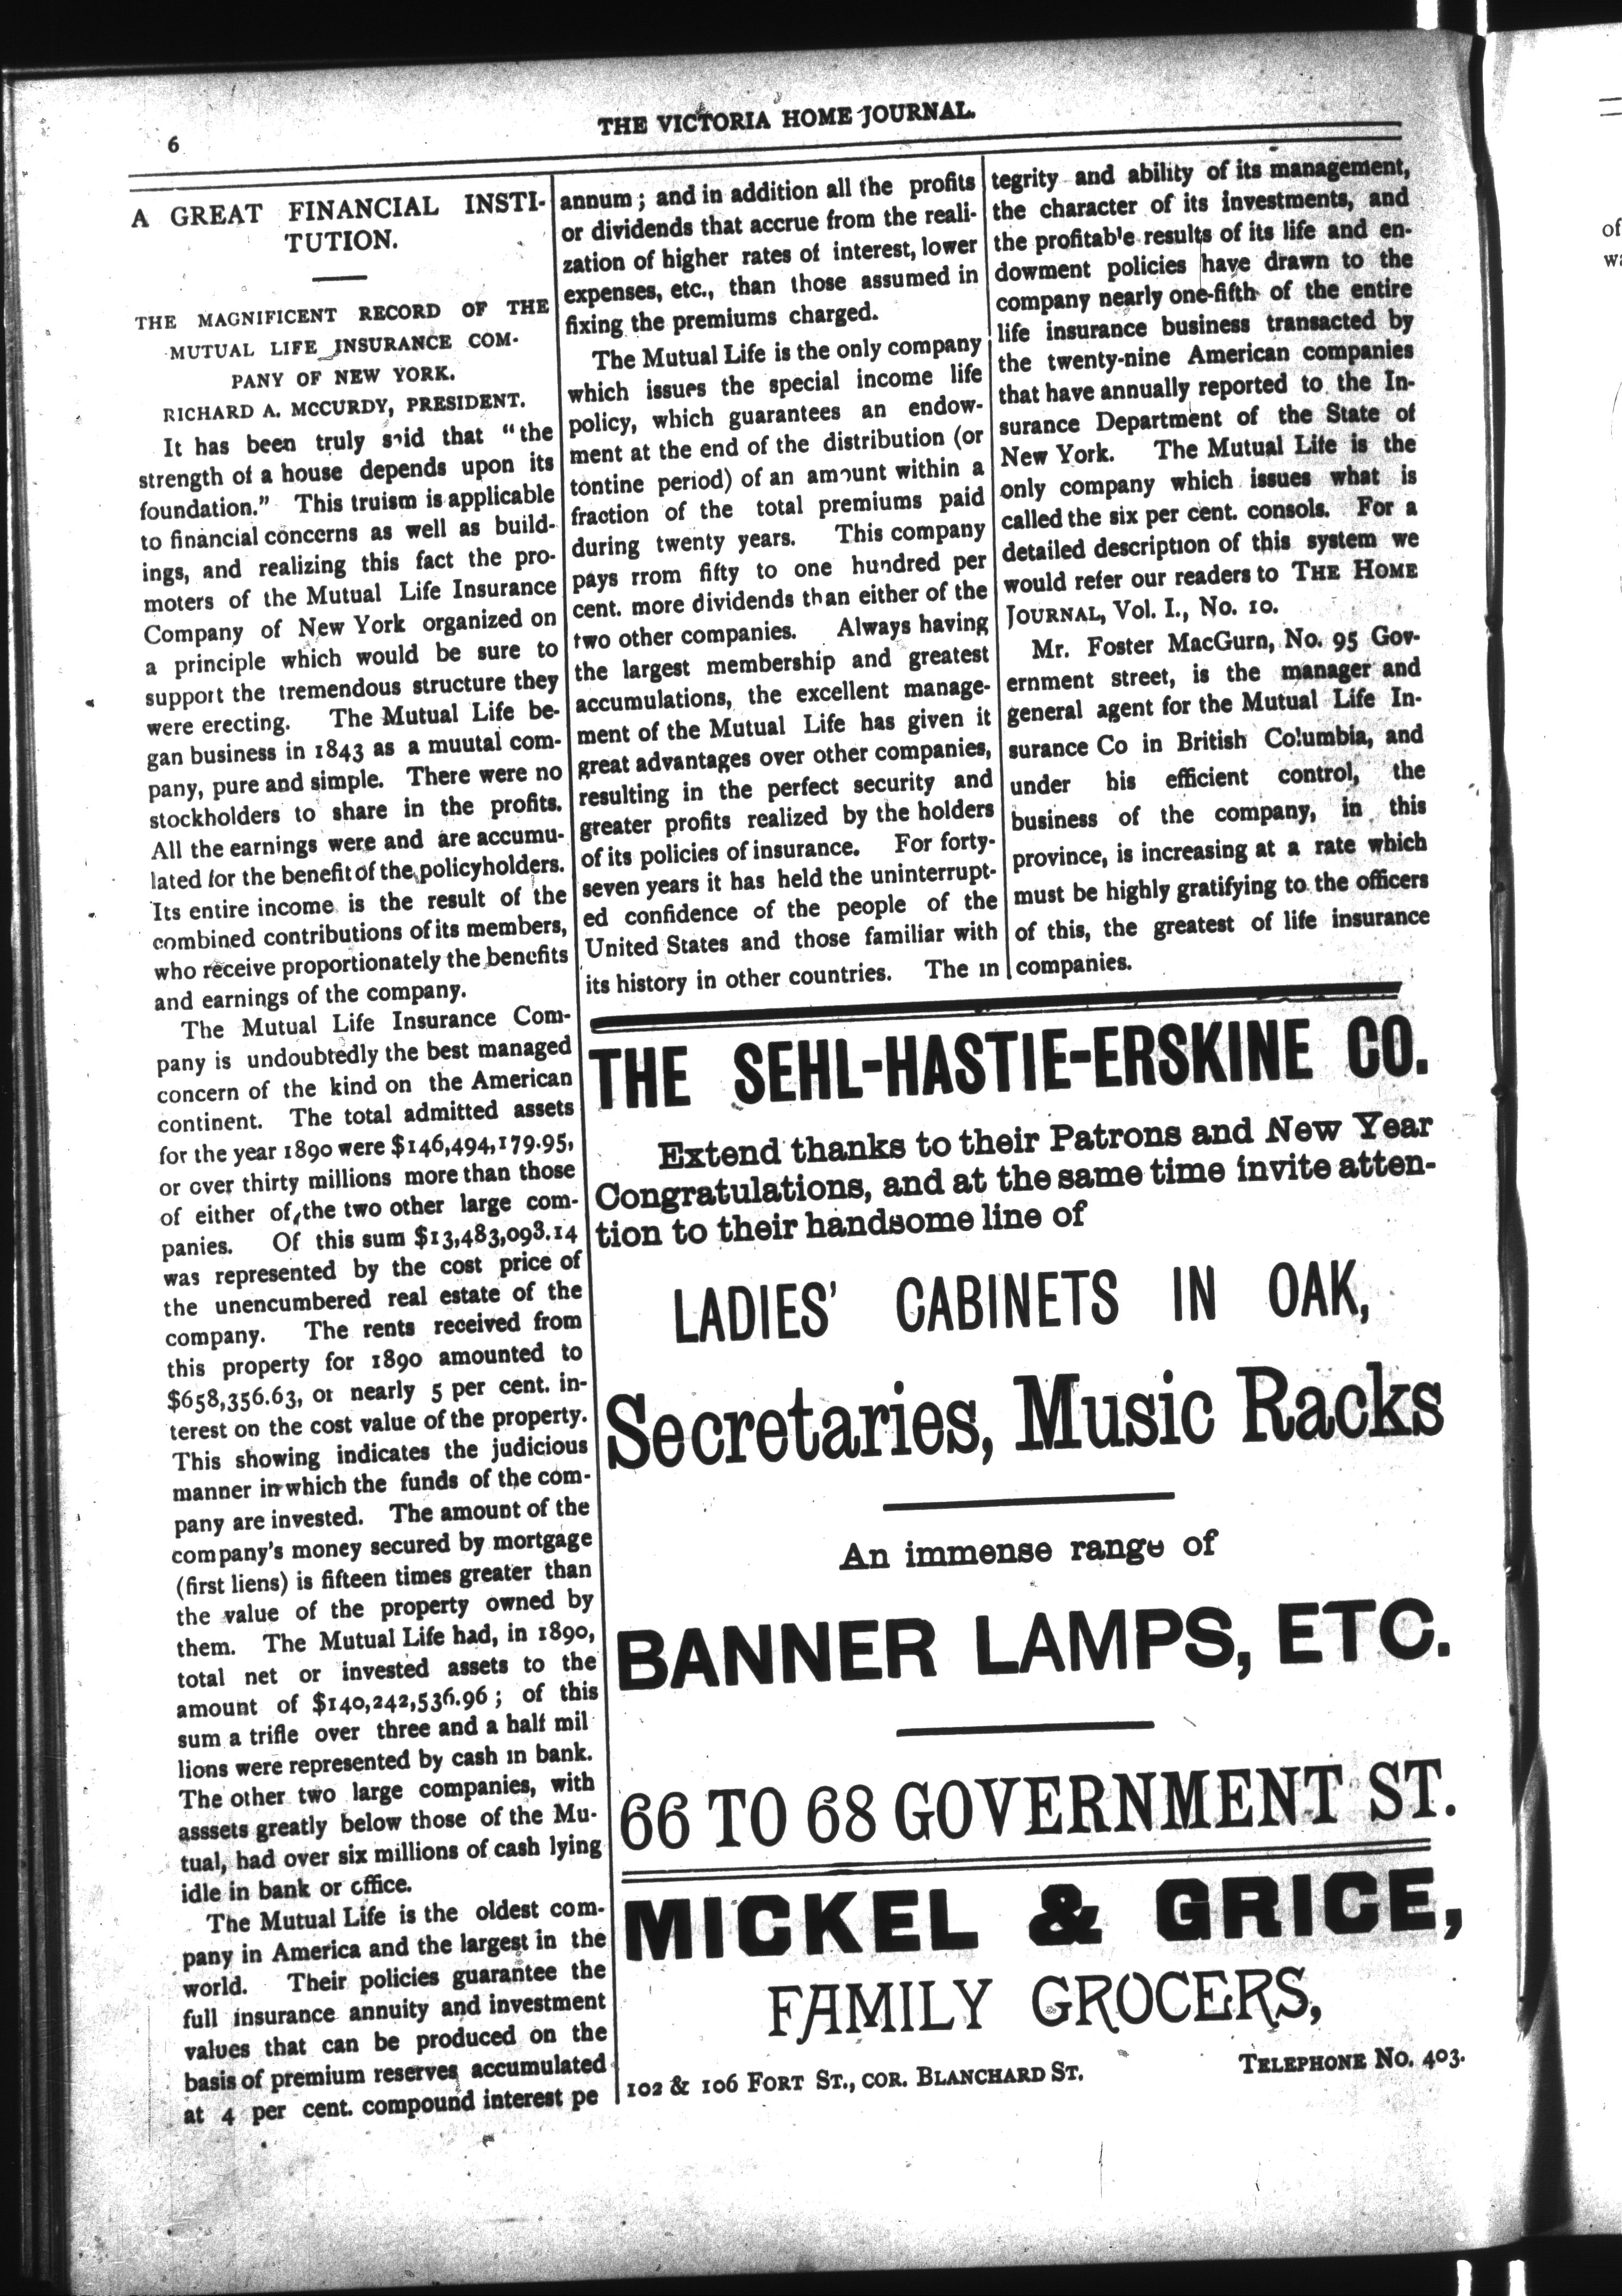 6
THE VICTORIA HOME JOURNAL.
A GREAT FINANCIAL INSTI-
TUTION.
THE MAGNIFICENT RECORD OF THE
MUTUAL LIFE INSURANCE COM-
PANY OF NEW YORK.
RICHARD A. MCCURDY, PRESIDENT.
It has been truly said that "the
strength of a house depends upon its
foundation." This truism is applicable
to financial concerns as well as build-
ings, and realizing this fact the pro-
moters of the Mutual Life Insurance
Company of New York organized on
a principle which would be sure to
support the tremendous structure they
were erecting. The Mutual Life be-
gan business in 1843 as a muutal com-
pany, pure and simple. There were no
stockholders to share in the profits.
All the earnings were and are accumu-
lated for the benefit of the policyholders.
Its entire income is the result of the
combined contributions of its members,
who receive proportionately the benefits
and earnings of the company.
The Mutual Life Insurance Com-
pany is undoubtedly the best managed
concern of the kind on the American
continent. The total admitted assets
for the year 1890 were $146,494,179.95,
or over thirty millions more than those
of either of the two other large com-
panies. Of this sum $13,483,093.14
was represented by the cost price of
the unencumbered real estate of the
company. The rents received from
this property for 1890 amounted to
$658,356.63, or nearly 5 per cent. in-
terest on the cost value of the property.
This showing indicates the judicious
manner in which the funds of the com-
pany are invested. The amount of the
company's money secured by mortgage
(first liens) is fifteen times greater than
the value of the property owned by
them. The Mutual Life had, in 1890,
total net or invested assets to the
amount of $140,242,536.96; of this
sum a trifle over three and a half mil
lions were represented by cash in bank.
The other two large companies, with
asssets greatly below those of the Mu-
tual, had over six millions of cash lying
idle in bank or office.
The Mutual Life is the oldest com-
pany in America and the largest in the
world. Their policies guarantee the
full insurance annuity and investment
values that can be produced on the
basis of premium reserves accumulated
at 4 per cent. compound interest pe
annum; and in addition all the profits
or dividends that accrue from the reali-
zation of higher rates of interest, lower
expenses, etc., than those assumed in
fixing the premiums charged.
The Mutual Life is the only company
which issues the special income life
policy, which guarantees an endow-
ment at the end of the distribution (or
tontine period) of an amount within a
fraction of the total premiums paid
during twenty years. This company
pays rrom fifty to one hundred per
cent. more dividends than either of the
two other companies. Always having
the largest membership and greatest
accumulations, the excellent manage-
ment of the Mutual Life has given it
great advantages over other companies,
resulting in the perfect security and
greater profits realized by the holders
of its policies of insurance. For forty-
seven years it has held the uninterrupt-
ed confidence of the people of the
United States and those familiar with
its history in other countries. The in
tegrity and ability of its management,
the character of its investments, and
the profitable results of its life and en-
dowment policies have drawn to the
company nearly one-fifth of the entire
life insurance business transacted by
the twenty-nine American companies
that have annually reported to the In-
surance Department of the State of
New York. The Mutual Life is the
only company which issues what is
called the six per cent. consols. For a
detailed description of this system we
would refer our readers to THE HOME
JOURNAL, Vol. I., No. 10.
Mr. Foster MacGurn, No. 95 Gov-
ernment street, is the manager and
general agent for the Mutual Life In-
surance Co in British Columbia, and
under his efficient control, the
business of the company, in this
province, is increasing at a rate which
must be highly gratifying to the officers
of this, the greatest of life insurance
companies.
THE SEHL-HASTIE-ERSKINE CO.
Extend thanks to their Patrons and New Year
Congratulations, and at the same time invite atten-
tion to their handsome line of
LADIES' CABINETS IN OAK,
Secretaries, Music Racks
An immense range of
BANNER LAMPS, ETC.
66 TO 68 GOVERNMENT ST.
MICKEL & GRICE,
FAMILY GROCERS,
102 & 106 FORT ST., COR. BLANCHARD ST. TELEPHONE NO. 403.
of